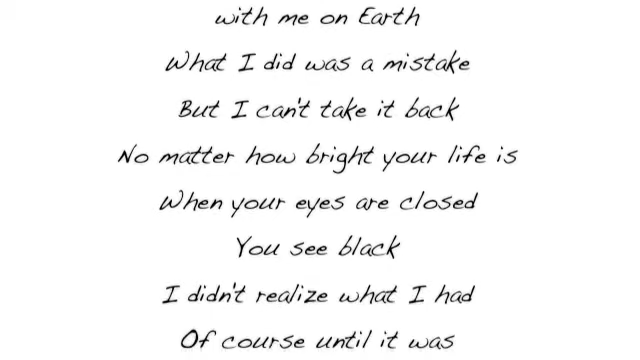 with me on Earth
What I did was a mistake
But I can't take it back
No matter how bright your life is
When your eyes are closed
You see black
I didn't realize what I had
Of course until it was